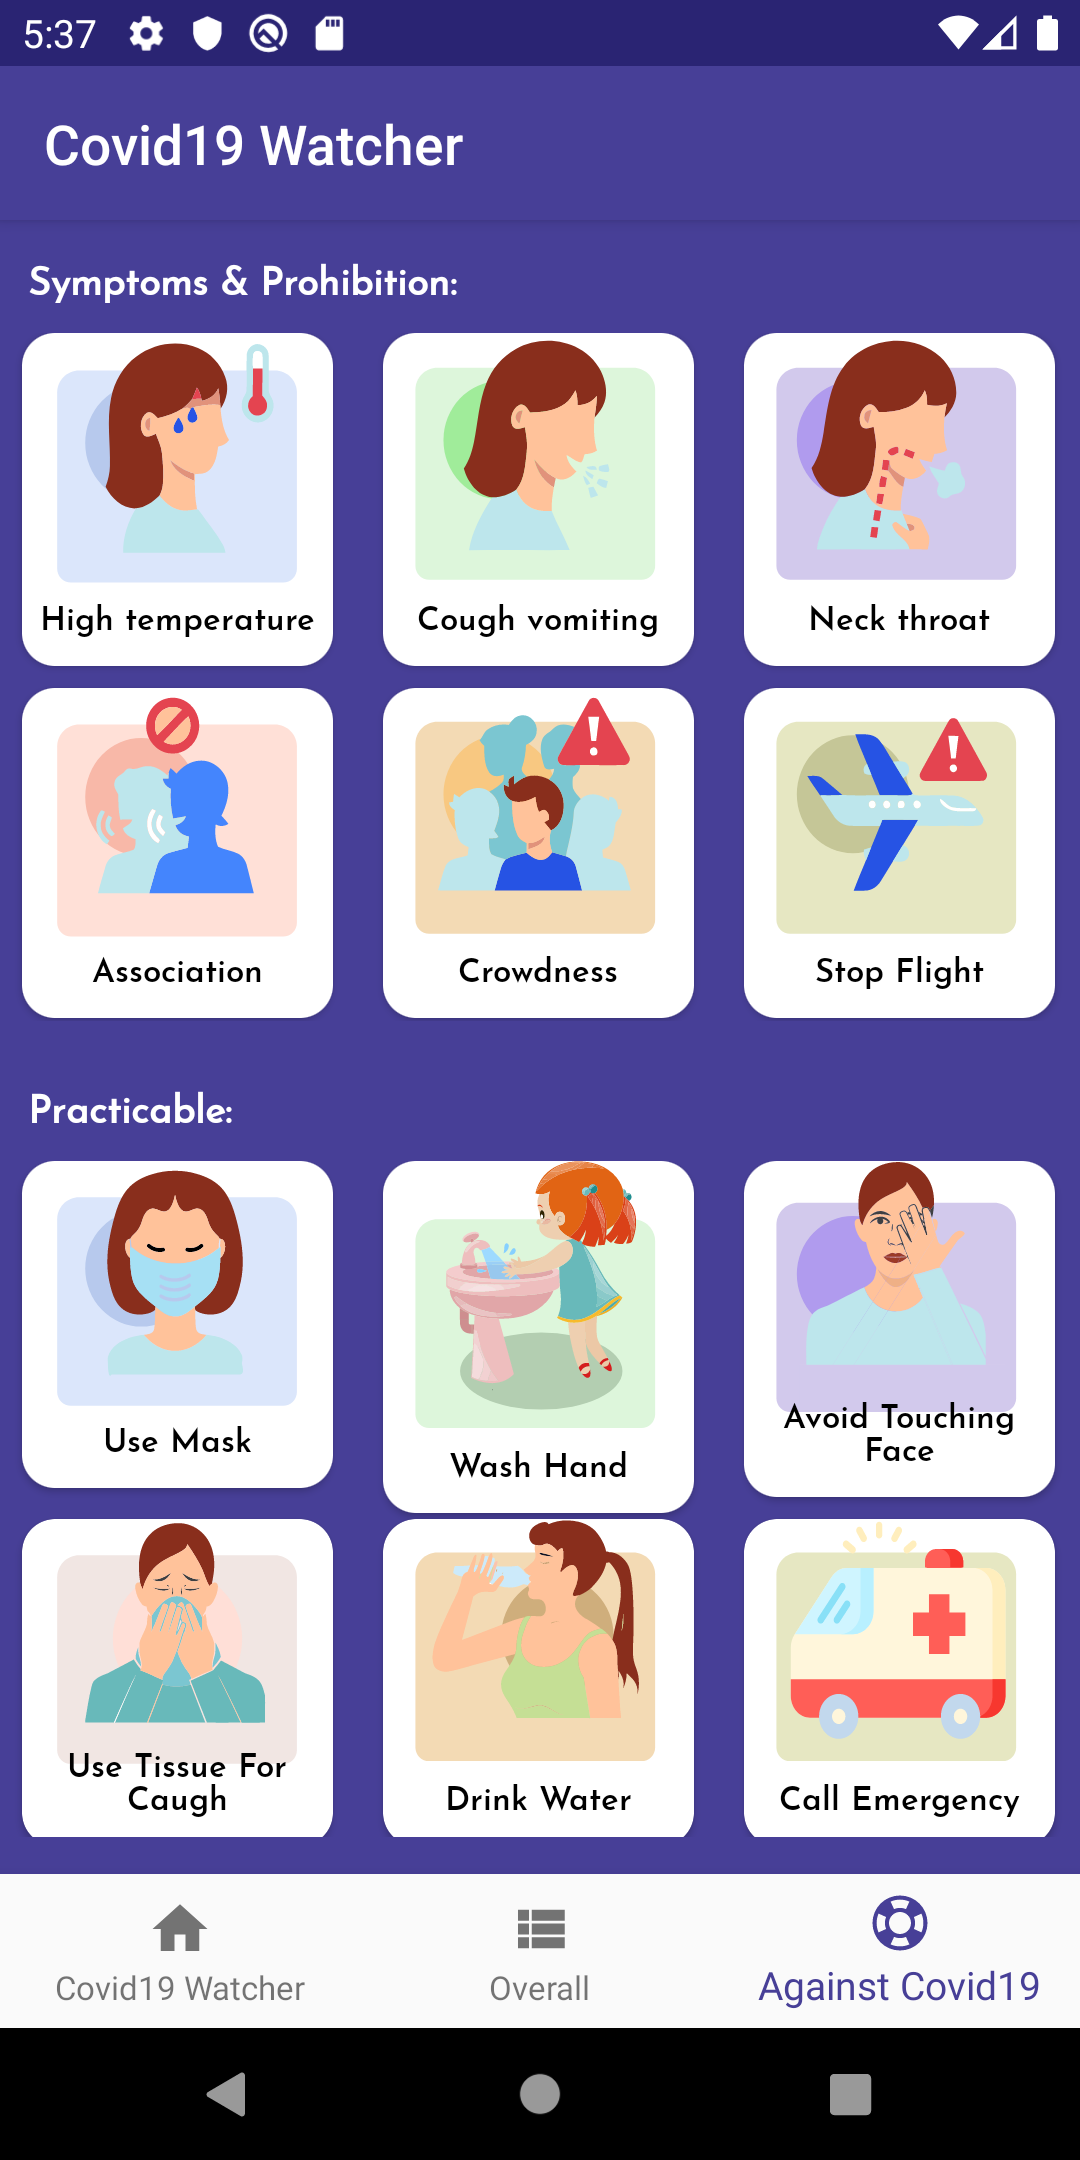 5:37
Covid19 Watcher
Symptoms & Prohibition:
High temperature
Cough vomiting
Neck throat
Association
Crowdness
Stop Flight
Practicable:
Use Mask
Wash Hand
Avoid Touching
Face
Use Tissue For
Caugh
Drink Water
Call Emergency
Covid19 Watcher
Overall
Against Covid19